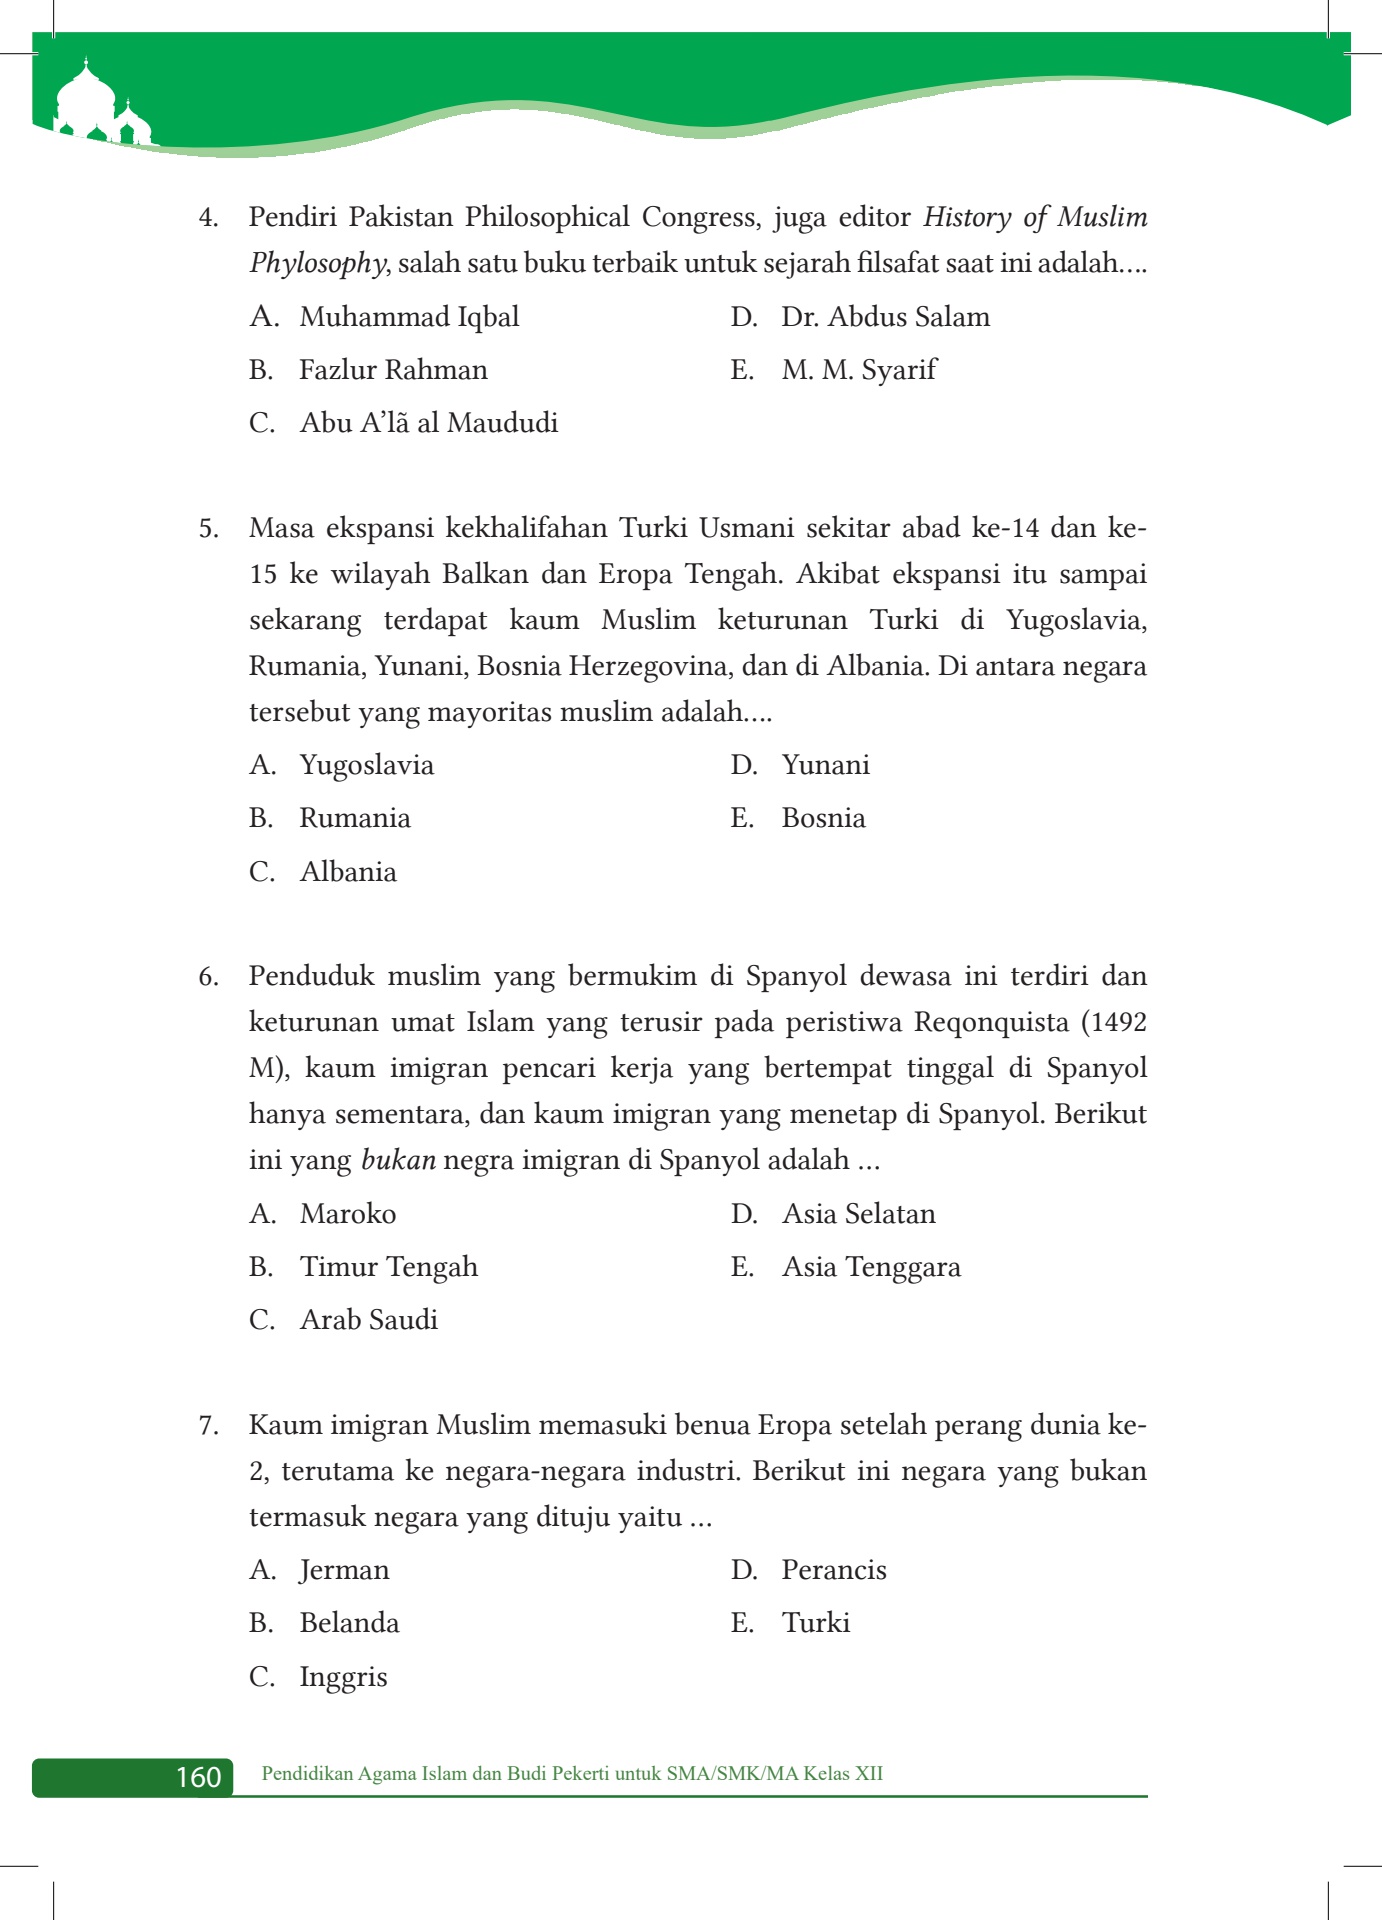 4. Pendiri Pakistan Philosophical Congress, juga editor History of Muslim
Phylosophy, salah satu buku terbaik untuk sejarah filsafat saat ini adalah....
A. Muhammad Iqbal
B. Fazlur Rahman
C. Abu A’lã al Maududi
D. Dr. Abdus Salam
E. M. M. Syarif
5. Masa ekspansi kekhalifahan Turki Usmani sekitar abad ke-14 dan ke-
15 ke wilayah Balkan dan Eropa Tengah. Akibat ekspansi itu sampai
sekarang terdapat kaum Muslim keturunan Turki di Yugoslavia,
Rumania, Yunani, Bosnia Herzegovina, dan di Albania. Di antara negara
tersebut yang mayoritas muslim adalah....
A. Yugoslavia
B. Rumania
C. Albania
D. Yunani
E. Bosnia
6. Penduduk muslim yang bermukim di Spanyol dewasa ini terdiri dan
keturunan umat Islam yang terusir pada peristiwa Reqonquista (1492
M), kaum imigran pencari kerja yang bertempat tinggal di Spanyol
hanya sementara, dan kaum imigran yang menetap di Spanyol. Berikut
ini yang bukan negra imigran di Spanyol adalah ...
A. Maroko
B. Timur Tengah
C. Arab Saudi
D. Asia Selatan
E. Asia Tenggara
7. Kaum imigran Muslim memasuki benua Eropa setelah perang dunia ke-
2, terutama ke negara-negara industri. Berikut ini negara yang bukan
termasuk negara yang dituju yaitu ...
A. Jerman
B. Belanda
C. Inggris
D. Perancis
E. Turki
160 Pendidikan Agama Islam dan Budi Pekerti untuk SMA/SMK/MA Kelas XII